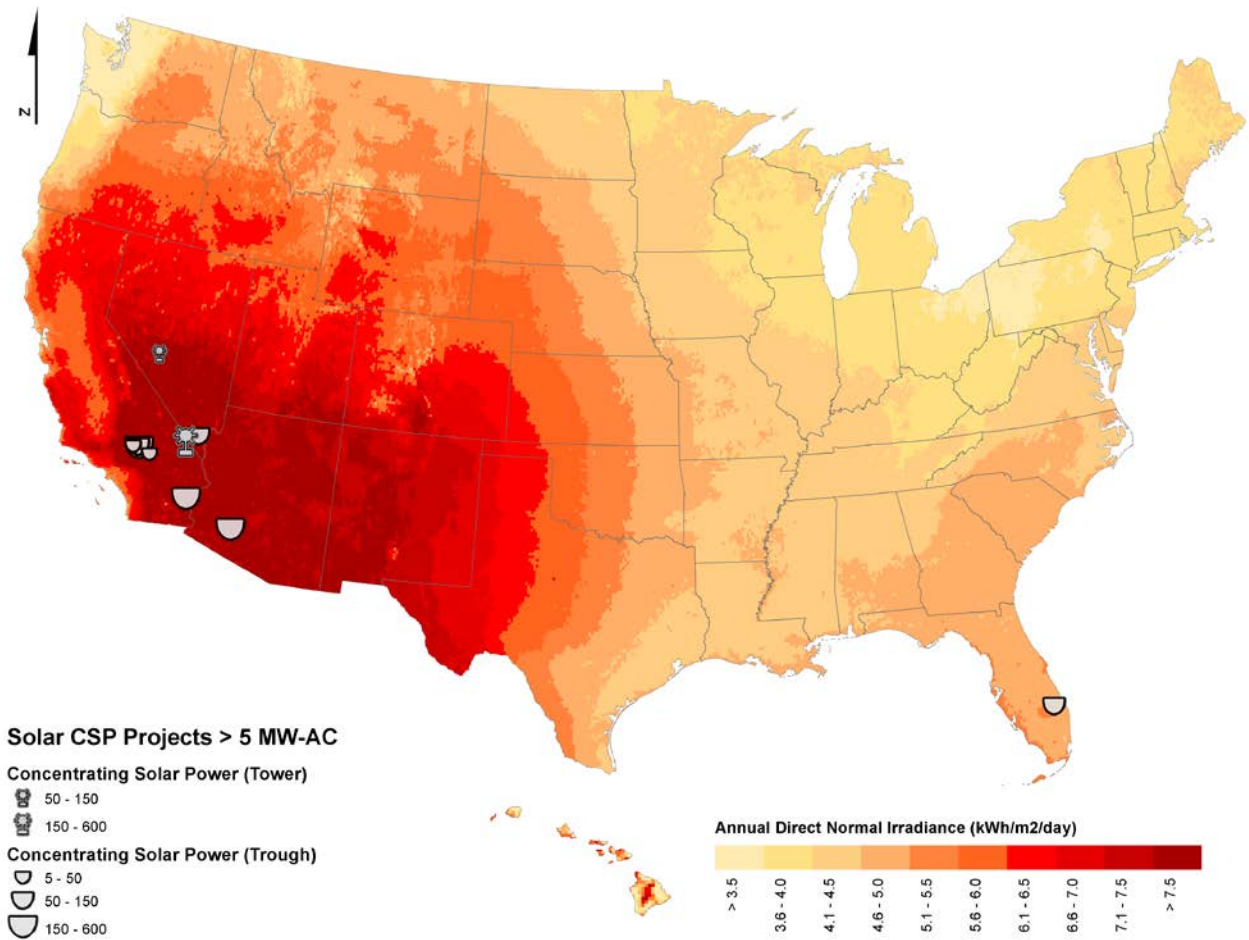 N
Solar CSP Projects > 5 MW-AC
Concentrating Solar Power (Tower)
50 - 150
150 - 600
Concentrating Solar Power (Trough)
5 - 50
50 - 150
150 - 600
Annual Direct Normal Irradiance (kWh/m2/day)
> 3.5
3.6 - 4.0
4.1 - 4.5
4.6 - 5.0
5.1 - 5.5
5.6 - 6.0
6.1 - 6.5
6.6 - 7.0
7.1 - 7.5
> 7.5